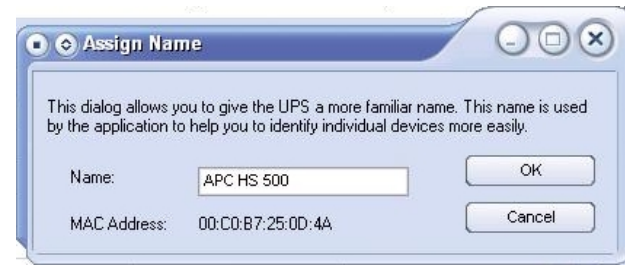 Assign Name
This dialog allows you to give the UPS a more familiar name. This name is used
by the application to help you to identify individual devices more easily.
Name: APC HS 500 OK
MAC Address: 00:C0:B7:25:0D:4A Cancel